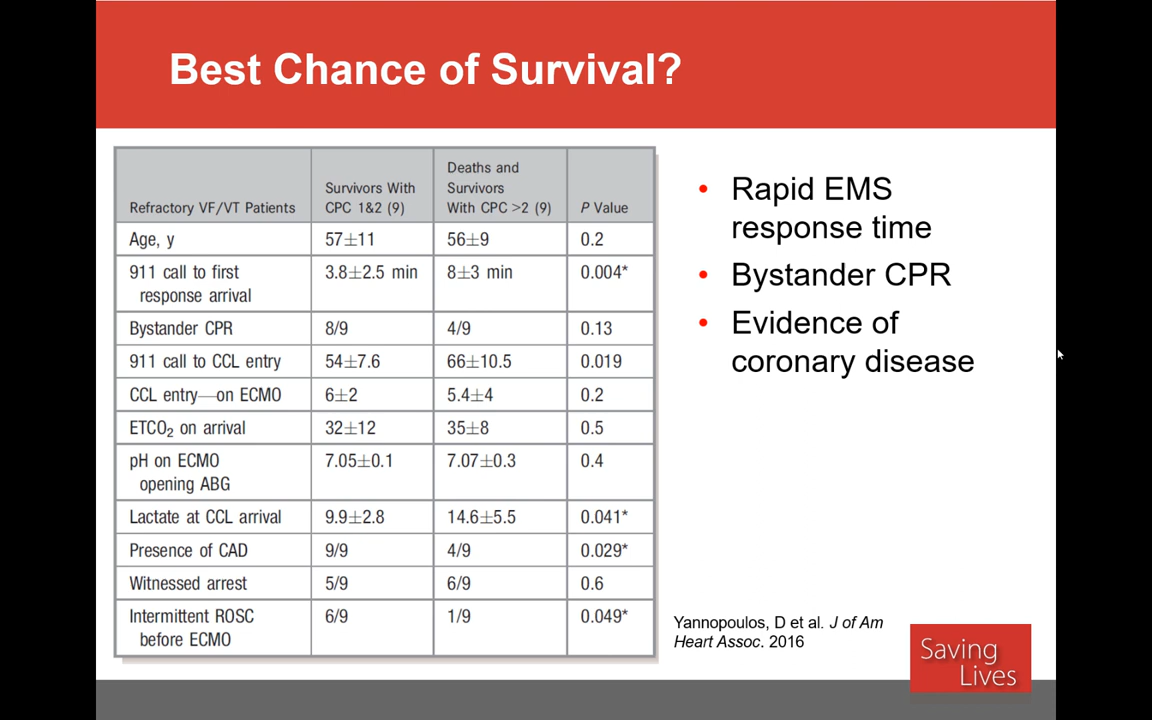 Best Chance of Survival?
Deaths and
Survivors With Survivors
Refractory VF/VT Patients CPC 1&2 (9) With CPC >2 (9) P Value
Age, y 57±11 56±9 0.2
911 call to first 3.8±2.5 min 8±3 min 0.004*
response arrival
Bystander CPR 8/9 4/9 0.13
911 call to CCL entry 54±7.6 66±10.5 0.019
CCL entry—on ECMO 6±2 5.4±4 0.2
ETCO₂ on arrival 32±12 35±8 0.5
pH on ECMO 7.05±0.1 7.07±0.3 0.4
opening ABG
Lactate at CCL arrival 9.9±2.8 14.6±5.5 0.041*
Presence of CAD 9/9 4/9 0.029*
Witnessed arrest 5/9 6/9 0.6
Intermittent ROSC 6/9 1/9 0.049*
before ECMO
• Rapid EMS
response time
• Bystander CPR
• Evidence of
coronary disease
Yannopoulos, D et al. J of Am
Heart Assoc. 2016
Saving
Lives